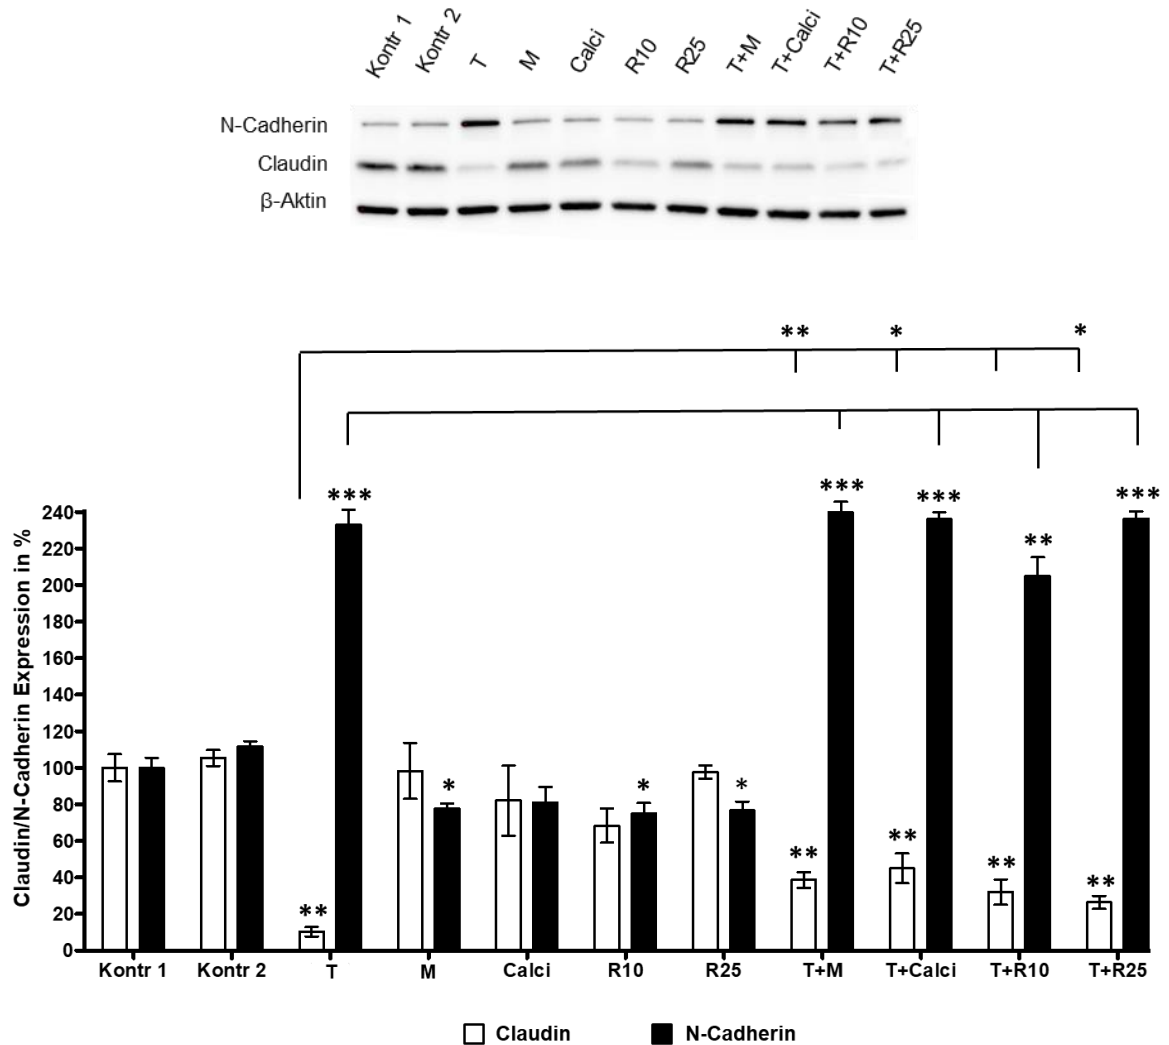 Kontr 1 Kontr 2 T M Calci R10 R25 T+M T+Calci T+R10 T+R25
N-Cadherin
Claudin
β-Aktin
** * *
*** *** *** ** ***
Claudin/N-Cadherin Expression in %
240
220
200
180
160
140
120
100
80
60
40
20
0
* * *
** ** ** ** **
Kontr 1 Kontr 2 T M Calci R10 R25 T+M T+Calci T+R10 T+R25
Claudin N-Cadherin